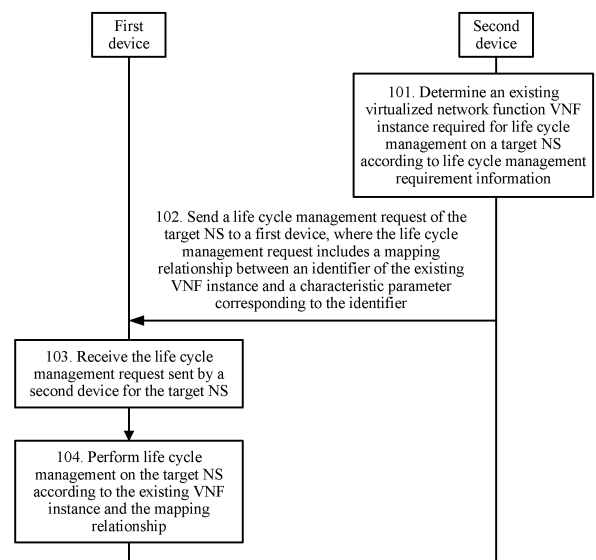 First
device
Second
device
101. Determine an existing
virtualized network function VNF
instance required for life cycle
management on a target NS
according to life cycle management
requirement information
102. Send a life cycle management request of the
target NS to a first device, where the life cycle
management request includes a mapping
relationship between an identifier of the existing
VNF instance and a characteristic parameter
corresponding to the identifier
103. Receive the life cycle
management request sent by a
second device for the target NS
104. Perform life cycle
management on the target NS
according to the existing VNF
instance and the mapping
relationship